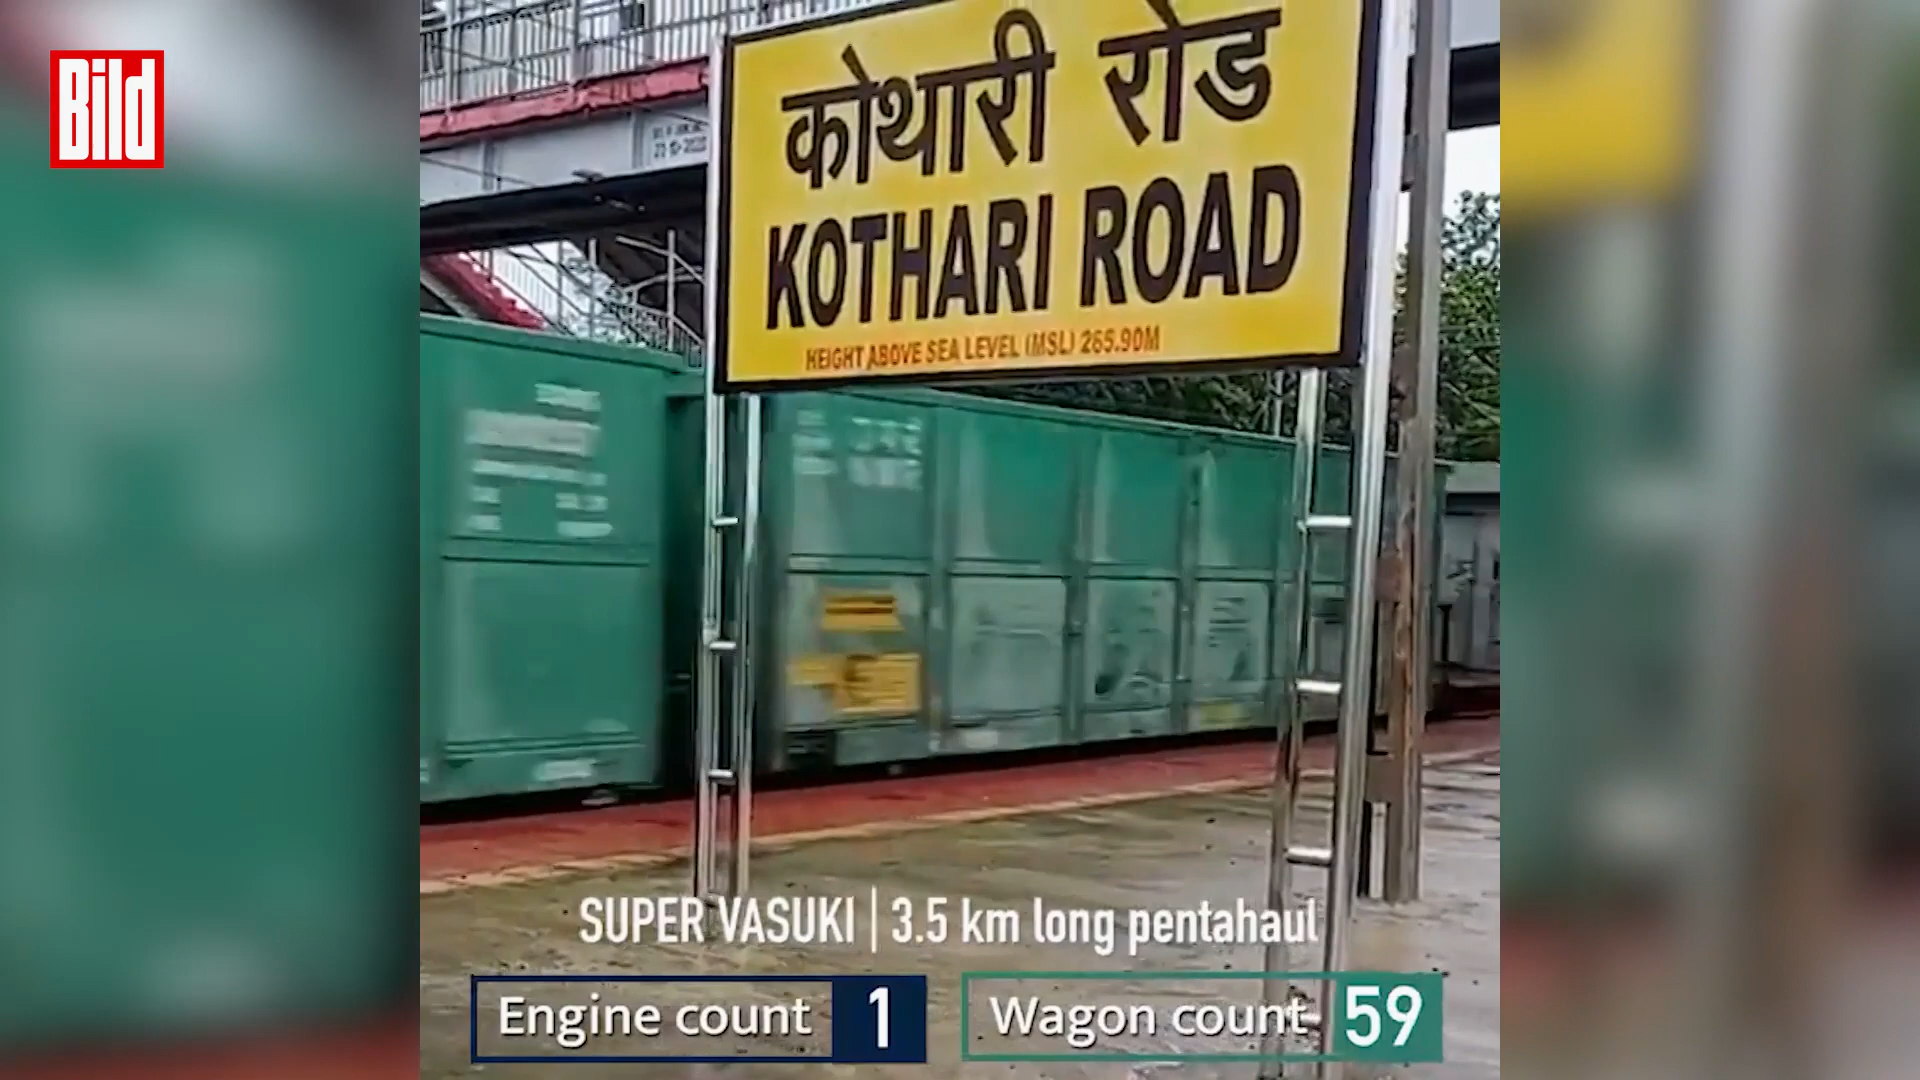 Bild
कोथारी रोड
KOTHARI ROAD
HEIGHT ABOVE SEA LEVEL (MSL) 265.90M
SUPER VASUKI | 3.5 km long pentahaul
Engine count 1
Wagon count 59